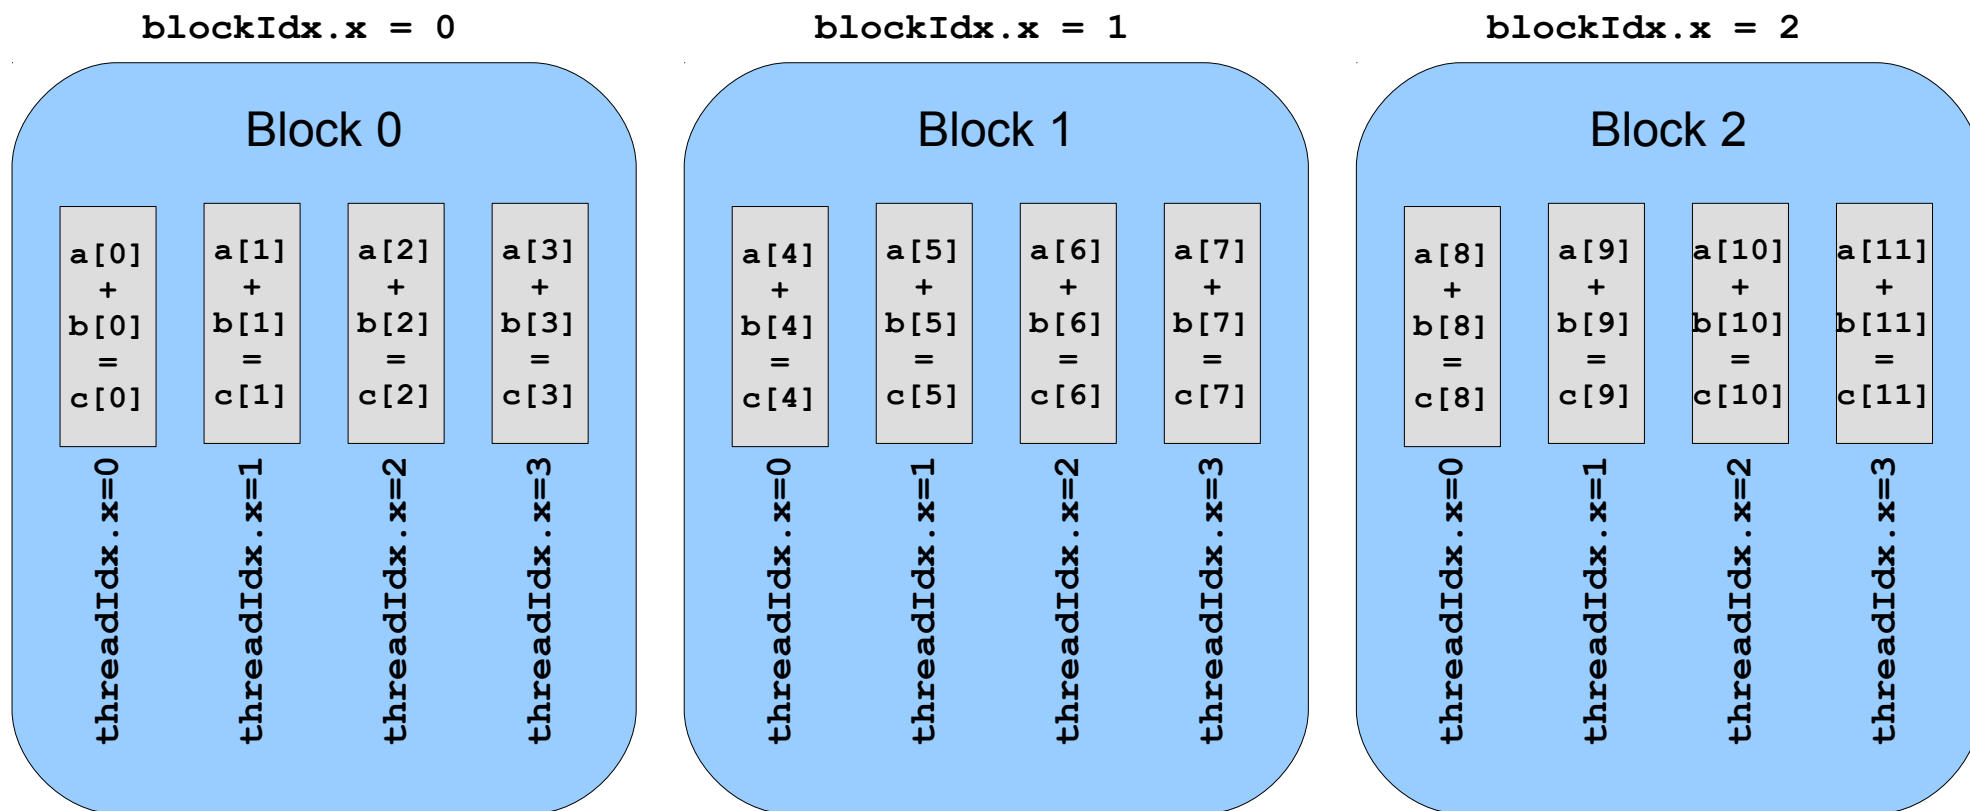 blockIdx.x = 0
Block 0
a[0]
+
b[0]
=
c[0]
a[1]
+
b[1]
=
c[1]
a[2]
+
b[2]
=
c[2]
a[3]
+
b[3]
=
c[3]
threadIdx.x=0
threadIdx.x=1
threadIdx.x=2
threadIdx.x=3
blockIdx.x = 1
Block 1
a[4]
+
b[4]
=
c[4]
a[5]
+
b[5]
=
c[5]
a[6]
+
b[6]
=
c[6]
a[7]
+
b[7]
=
c[7]
threadIdx.x=0
threadIdx.x=1
threadIdx.x=2
threadIdx.x=3
blockIdx.x = 2
Block 2
a[8]
+
b[8]
=
c[8]
a[9]
+
b[9]
=
c[9]
a[10]
+
b[10]
=
c[10]
a[11]
+
b[11]
=
c[11]
threadIdx.x=0
threadIdx.x=1
threadIdx.x=2
threadIdx.x=3